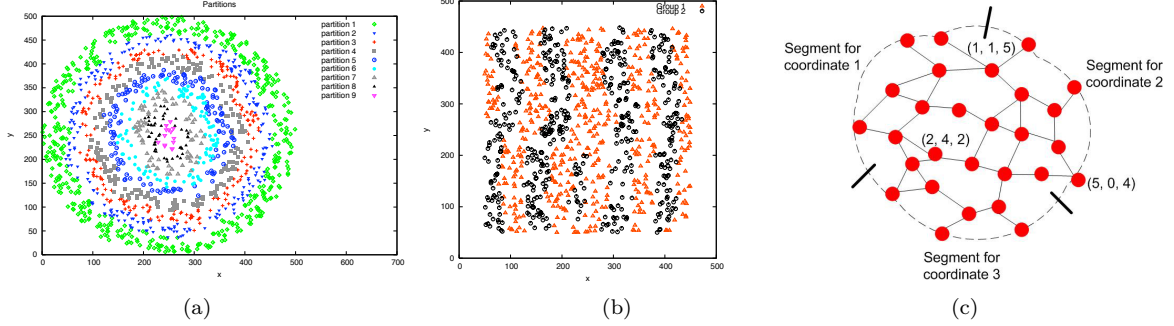 Partitions
partition 1
partition 2
partition 3
partition 4
partition 5
partition 6
partition 7
partition 8
partition 9
500
450
400
350
300
250
200
150
100
50
0
y
0 100 200 300 400 500 600 700
x
(a)
Group 1
Group 2
500
400
300
200
100
0
y
0 100 200 300 400 500
x
(b)
Segment for
coordinate 1
(1, 1, 5)
Segment for
coordinate 2
(2, 4, 2)
(5, 0, 4)
Segment for
coordinate 3
(c)